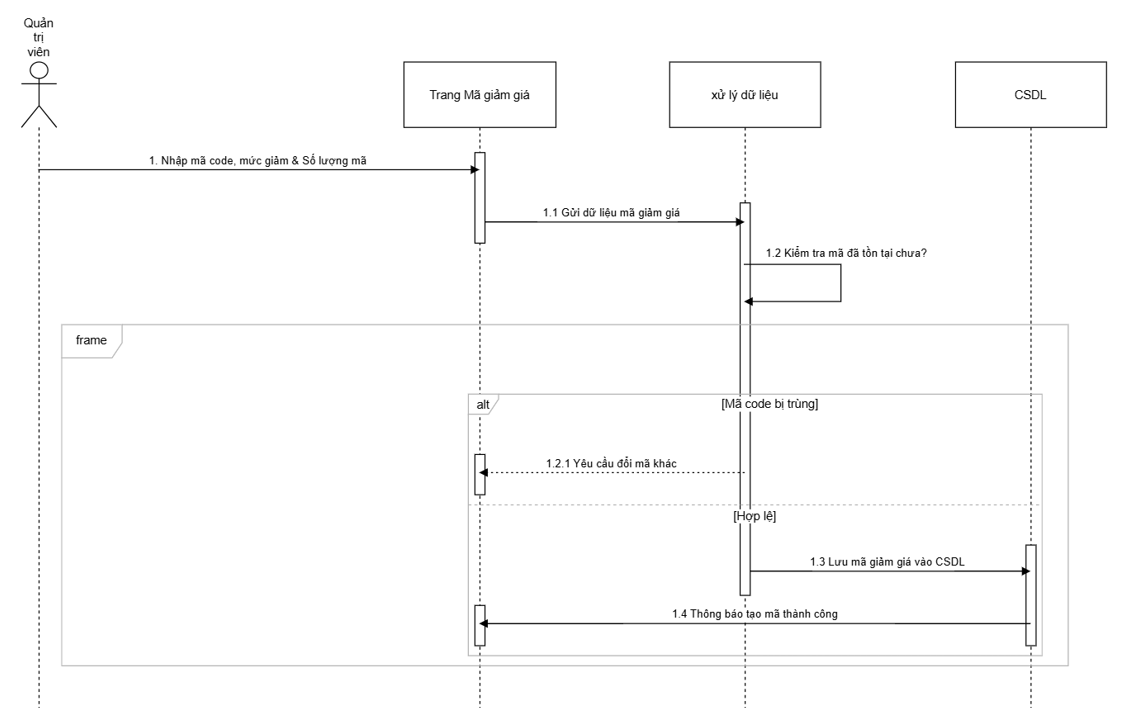 Quản
trị
viên
Trang Mã giảm giá
xử lý dữ liệu
CSDL
1. Nhập mã code, mức giảm & Số lượng mã
1.1 Gửi dữ liệu mã giảm giá
1.2 Kiểm tra mã đã tồn tại chưa?
frame
alt
[Mã code bị trùng]
1.2.1 Yêu cầu đổi mã khác
[Hợp lệ]
1.3 Lưu mã giảm giá vào CSDL
1.4 Thông báo tạo mã thành công